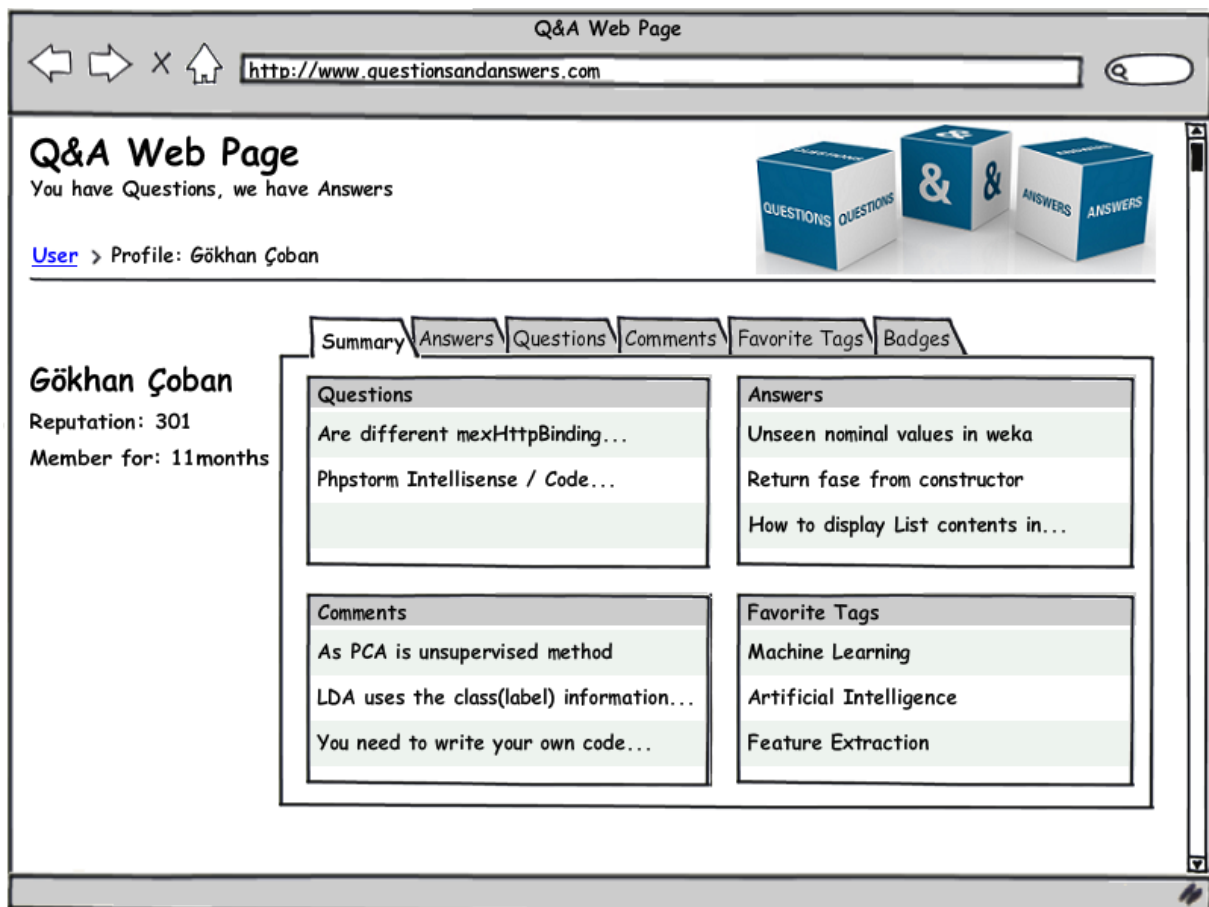 Q&A Web Page
http://www.questionsandanswers.com
Q&A Web Page
You have Questions, we have Answers
QUESTIONS QUESTIONS & & ANSWERS ANSWERS
QUESTIONS & ANSWERS
User > Profile: Gökhan Çoban
Summary Answers Questions Comments Favorite Tags Badges
Gökhan Çoban
Reputation: 301
Member for: 11months
Questions
Are different mexHttpBinding...
Phpstorm Intellisense / Code...
Answers
Unseen nominal values in weka
Return fase from constructor
How to display List contents in...
Comments
As PCA is unsupervised method
LDA uses the class(label) information...
You need to write your own code...
Favorite Tags
Machine Learning
Artificial Intelligence
Feature Extraction